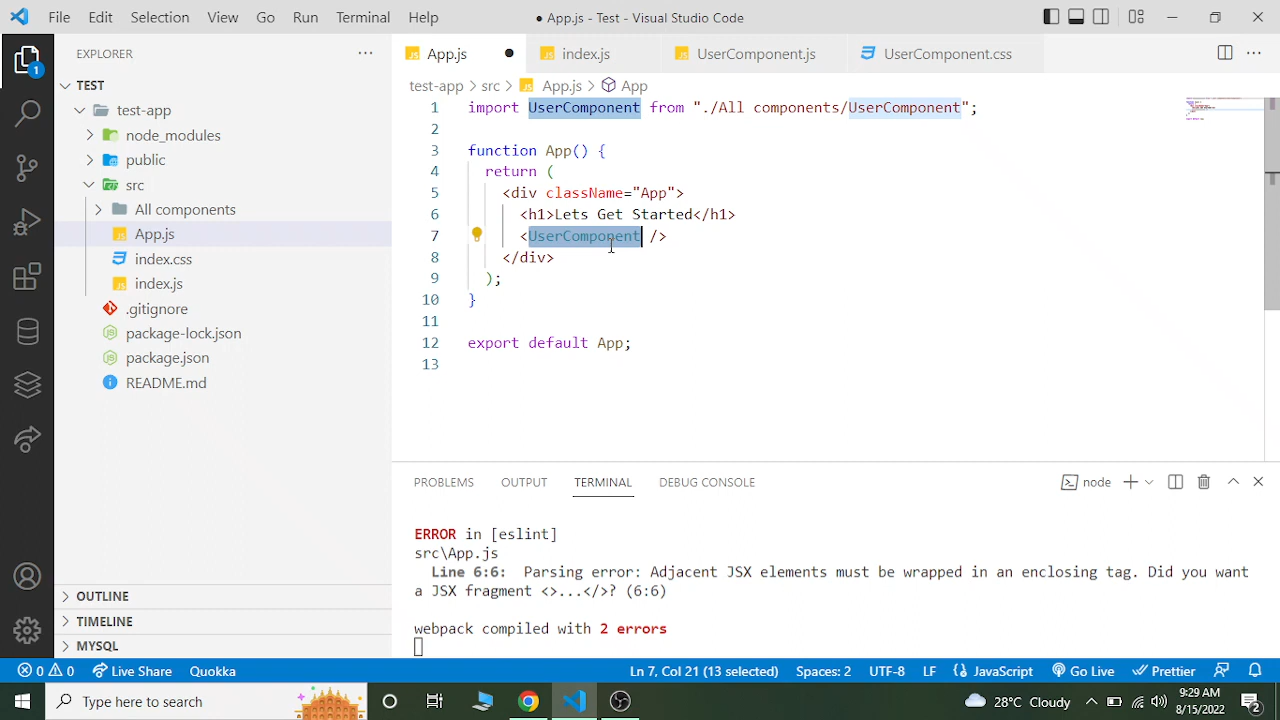 File Edit Selection View Go Run Terminal Help ● App.js - Test - Visual Studio Code
EXPLORER
App.js
index.js
UserComponent.js
UserComponent.css
1
TEST
test-app
node_modules
public
src
All components
App.js
index.css
index.js
.gitignore
package-lock.json
package.json
README.md
OUTLINE
TIMELINE
MYSQL
test-app > src > JS App.js > App
1 import UserComponent from "./All components/UserComponent";
2
3 function App() {
4 return (
5 <div className="App">
6 <h1>Lets Get Started</h1>
7 <UserComponent />
8 </div>
9 );
10 }
11
12 export default App;
13
PROBLEMS OUTPUT TERMINAL DEBUG CONSOLE
node
ERROR in [eslint]
src\App.js
Line 6:6: Parsing error: Adjacent JSX elements must be wrapped in an enclosing tag. Did you want
a JSX fragment <>...</>? (6:6)
webpack compiled with 2 errors
0 0 Live Share Quokka Ln 7, Col 21 (13 selected) Spaces: 2 UTF-8 LF JavaScript Go Live Prettier
Type here to search
28°C Cloudy
9:29 AM
8/15/2022
2